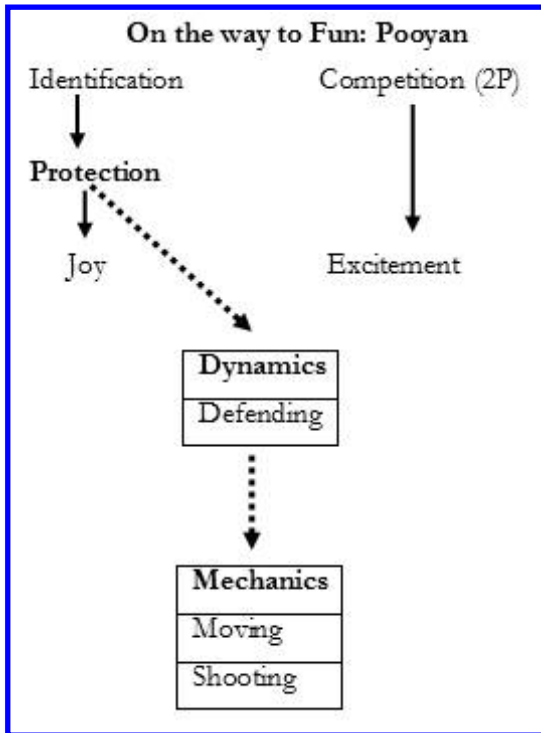 On the way to Fun: Pooyan
Identification
Competition (2P)
Protection
Joy
Excitement
Dynamics
Defending
Mechanics
Moving
Shooting